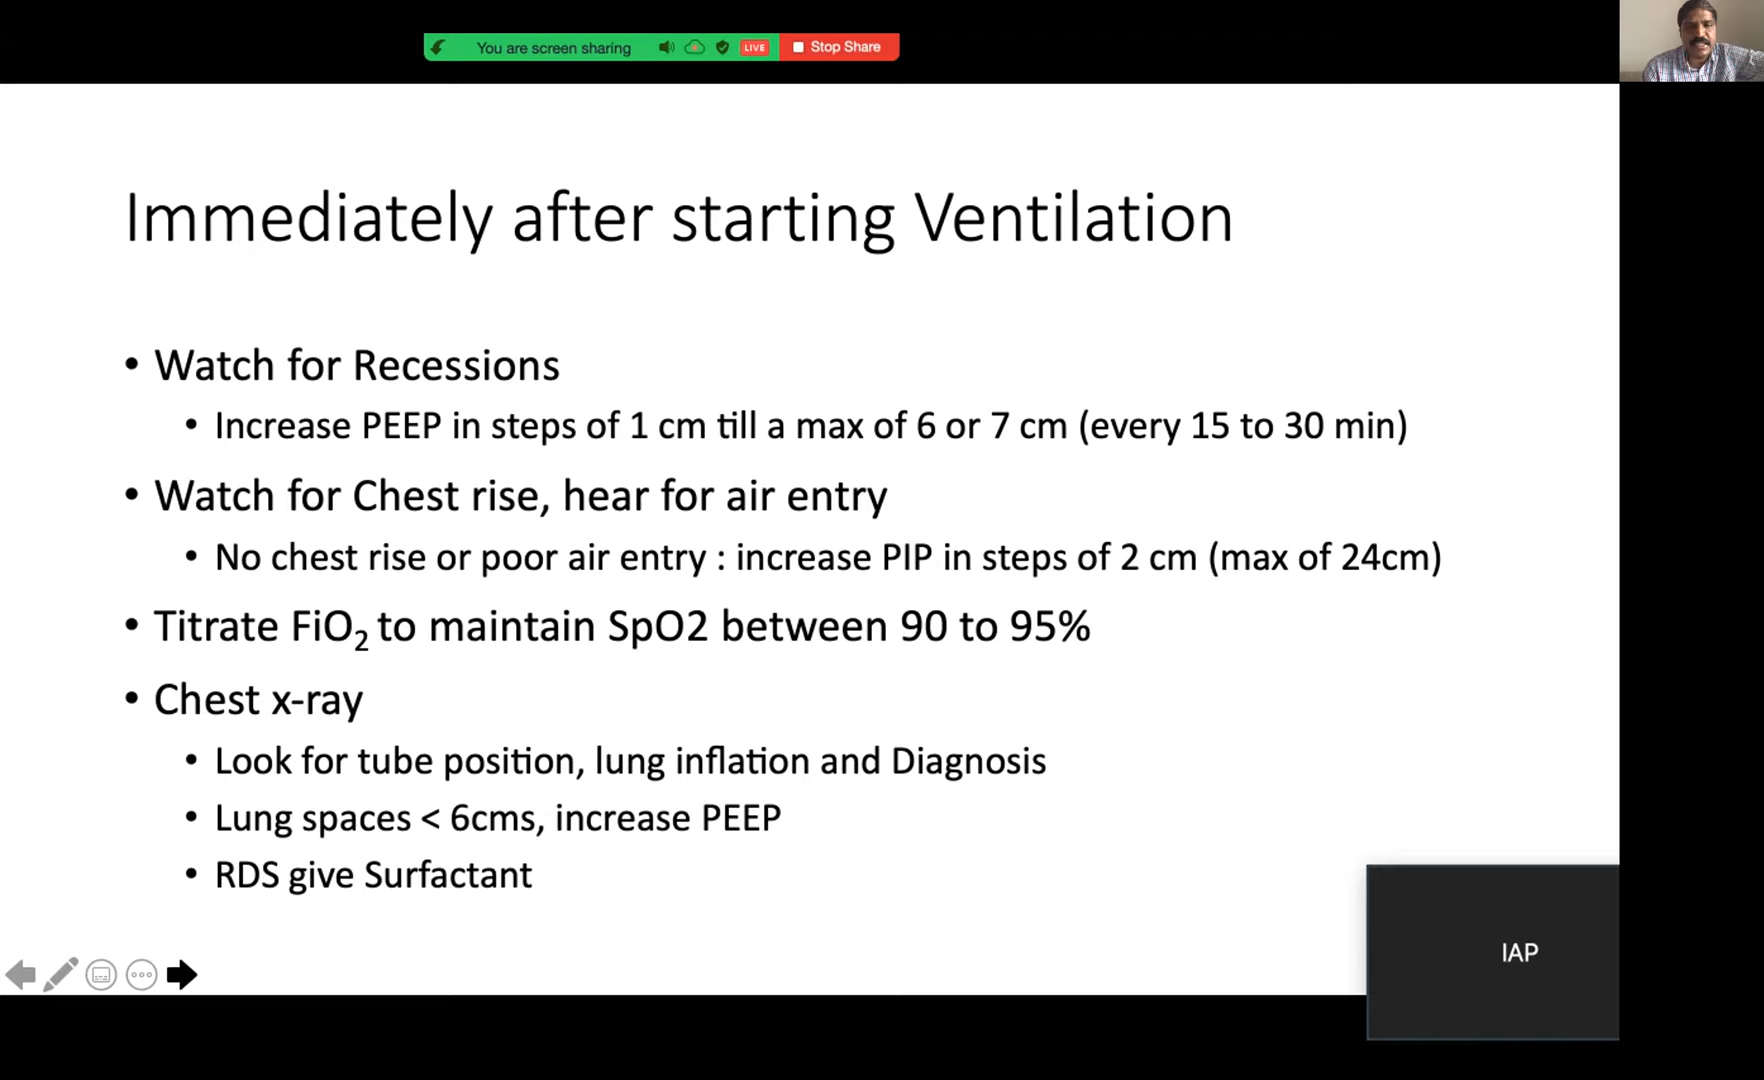 You are screen sharing
LIVE
Stop Share
Immediately after starting Ventilation
• Watch for Recessions
• Increase PEEP in steps of 1 cm till a max of 6 or 7 cm (every 15 to 30 min)
• Watch for Chest rise, hear for air entry
• No chest rise or poor air entry : increase PIP in steps of 2 cm (max of 24cm)
• Titrate FiO₂ to maintain SpO2 between 90 to 95%
• Chest x-ray
• Look for tube position, lung inflation and Diagnosis
• Lung spaces < 6cms, increase PEEP
• RDS give Surfactant
IAP